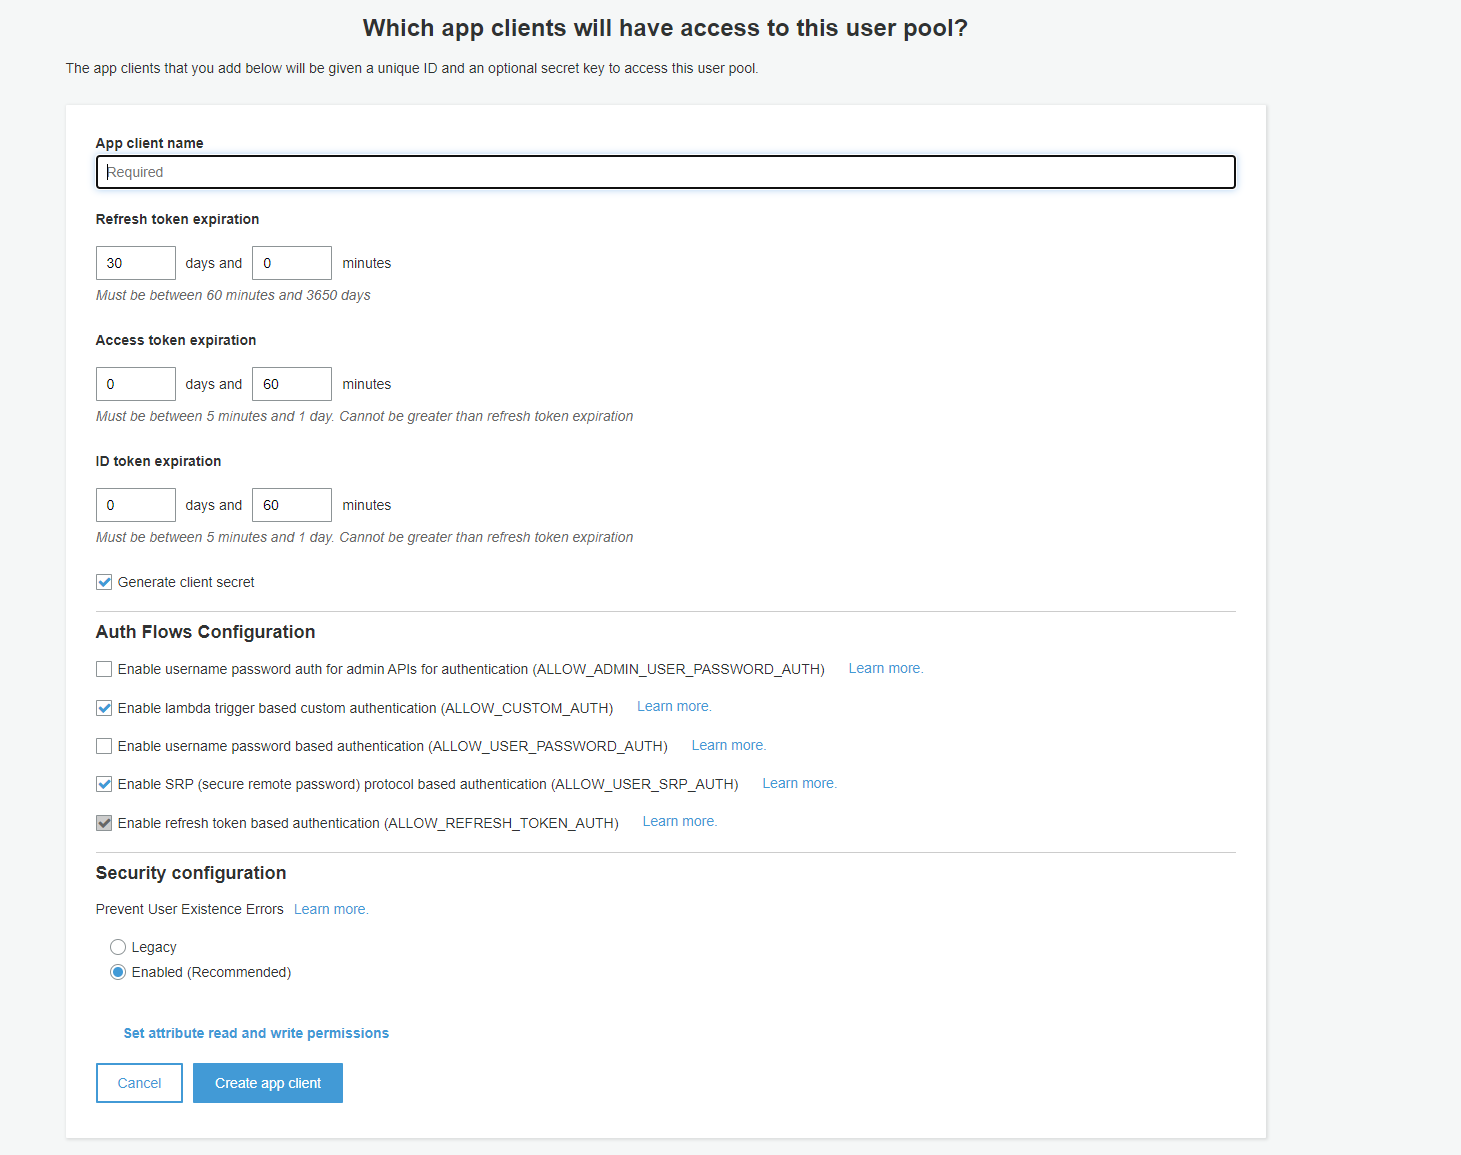 Which app clients will have access to this user pool?
The app clients that you add below will be given a unique ID and an optional secret key to access this user pool.
App client name
Required
Refresh token expiration
30 days and 0 minutes
Must be between 60 minutes and 3650 days
Access token expiration
0 days and 60 minutes
Must be between 5 minutes and 1 day. Cannot be greater than refresh token expiration
ID token expiration
0 days and 60 minutes
Must be between 5 minutes and 1 day. Cannot be greater than refresh token expiration
Generate client secret
Auth Flows Configuration
Enable username password auth for admin APIs for authentication (ALLOW_ADMIN_USER_PASSWORD_AUTH) Learn more.
Enable lambda trigger based custom authentication (ALLOW_CUSTOM_AUTH) Learn more.
Enable username password based authentication (ALLOW_USER_PASSWORD_AUTH) Learn more.
Enable SRP (secure remote password) protocol based authentication (ALLOW_USER_SRP_AUTH) Learn more.
Enable refresh token based authentication (ALLOW_REFRESH_TOKEN_AUTH) Learn more.
Security configuration
Prevent User Existence Errors Learn more.
Legacy
Enabled (Recommended)
Set attribute read and write permissions
Cancel Create app client